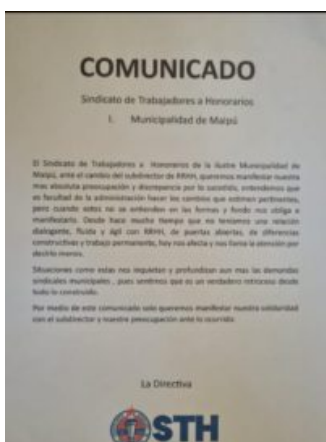 COMUNICADO
Sindicato de Trabajadores a Honorarios
I. Municipalidad de Maipú
El Sindicato de Trabajadores a Honorarios de la Ilustre Municipalidad de
Maipú, ante el cambio del subdirector de RRHH, queremos manifestar nuestra
mas absoluta preocupación y discrepancia por lo sucedido, entendemos que
es facultad de la administración hacer los cambios que estimen pertinentes,
pero cuando estos no se entienden en las formas y fondo nos obliga a
manifestarlo. Desde hace mucho tiempo que no teníamos una relación
dialogante, fluida y ágil con RRHH, de puertas abiertas, de diferencias
constructivas y trabajo permanente, hoy nos afecta y nos llama la atención por
decirlo menos.
Situaciones como estas nos inquietan y profundizan aun mas las demandas
sindicales municipales , pues sentimos que es un verdadero retroceso desde
todo lo construido.
Por medio de este comunicado solo queremos manifestar nuestra solidaridad
con el subdirector y nuestra preocupación ante lo ocurrido.
La Directiva
STH